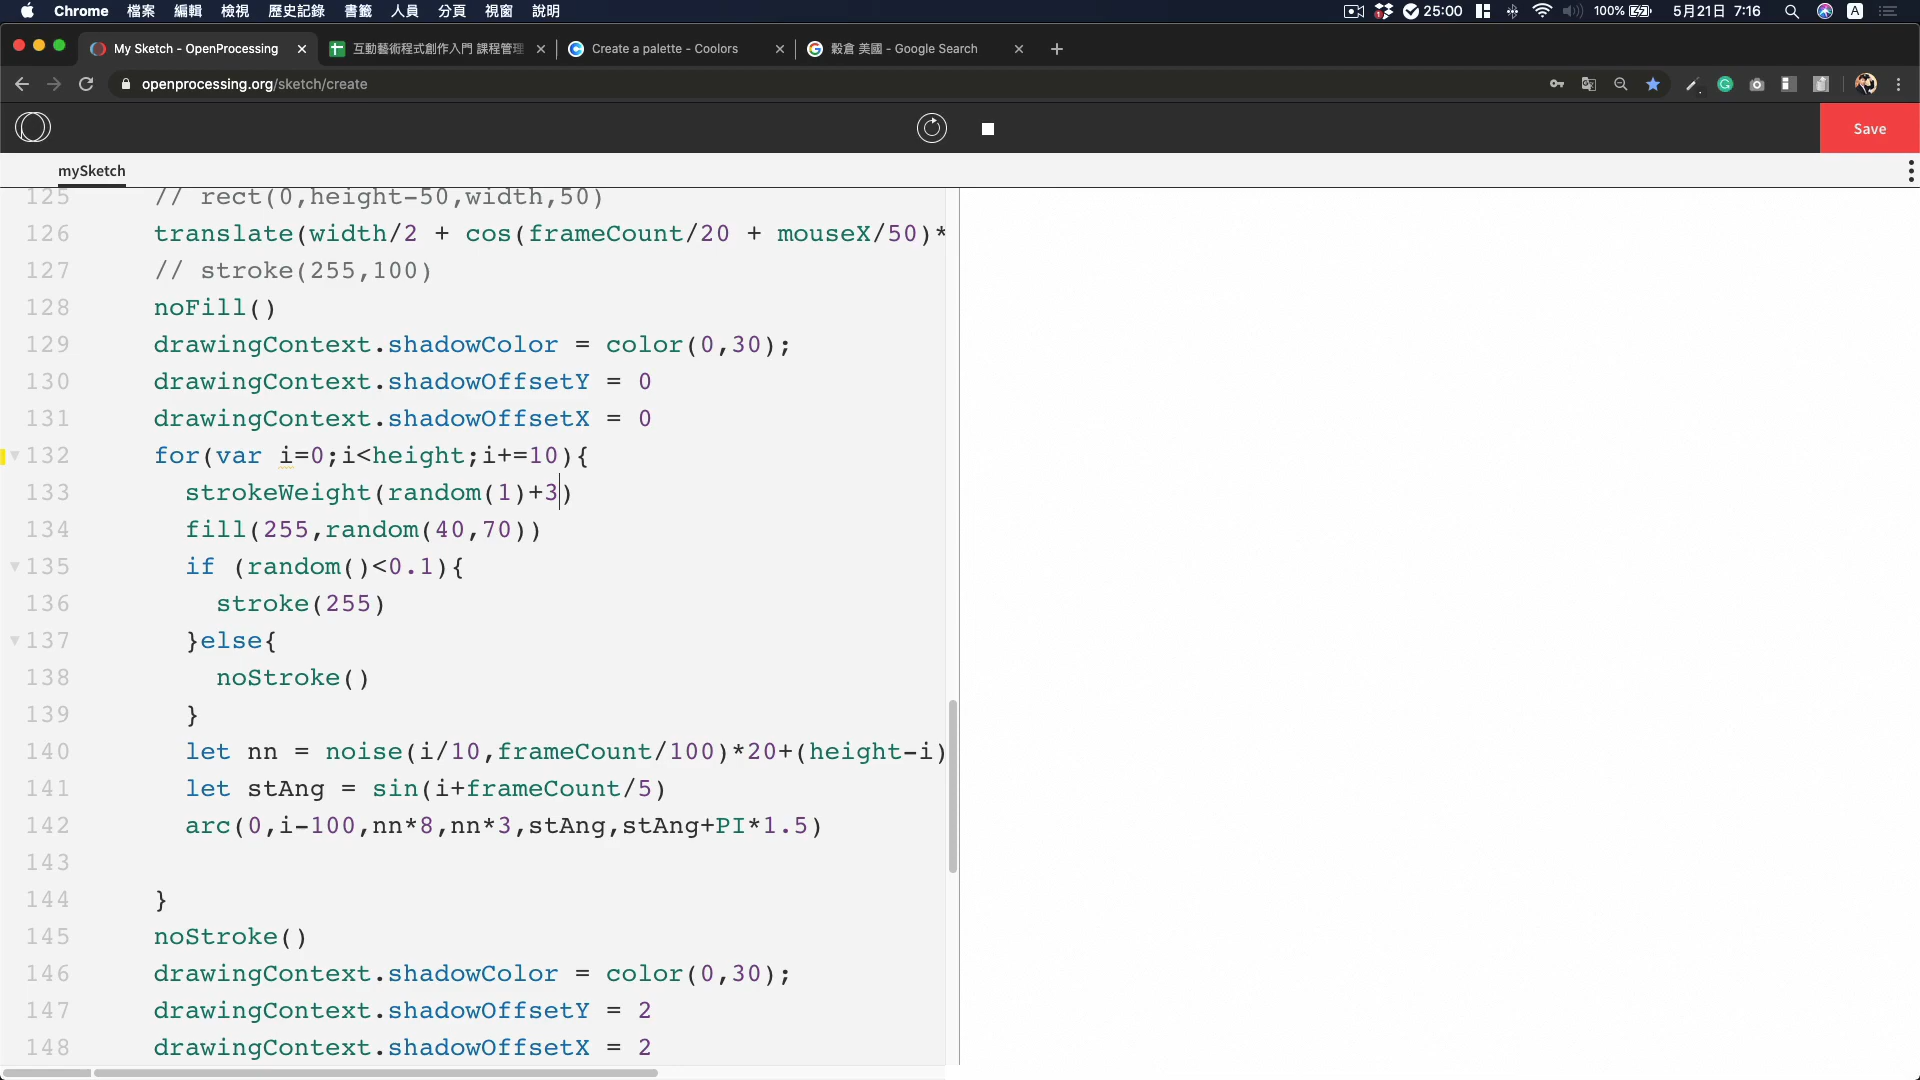 Chrome 檔案 編輯 檢視 歷史記錄 書籤 人員 分頁 視窗 說明 25:00 100% 5月21日 7:16 A
My Sketch - OpenProcessing 互動藝術程式創作入門 課程管理 Create a palette - Coolors 穀倉 美國 - Google Search
openprocessing.org/sketch/create
Save
mySketch
125 // rect(0,height-50,width,50)
126 translate(width/2 + cos(frameCount/20 + mouseX/50)*
127 // stroke(255,100)
128 noFill()
129 drawingContext.shadowColor = color(0,30);
130 drawingContext.shadowOffsetY = 0
131 drawingContext.shadowOffsetX = 0
132 for(var i=0;i<height;i+=10){
133 strokeWeight(random(1)+3)
134 fill(255,random(40,70))
135 if (random()<0.1){
136 stroke(255)
137 }else{
138 noStroke()
139 }
140 let nn = noise(i/10,frameCount/100)*20+(height-i)
141 let stAng = sin(i+frameCount/5)
142 arc(0,i-100,nn*8,nn*3,stAng,stAng+PI*1.5)
143
144 }
145 noStroke()
146 drawingContext.shadowColor = color(0,30);
147 drawingContext.shadowOffsetY = 2
148 drawingContext.shadowOffsetX = 2